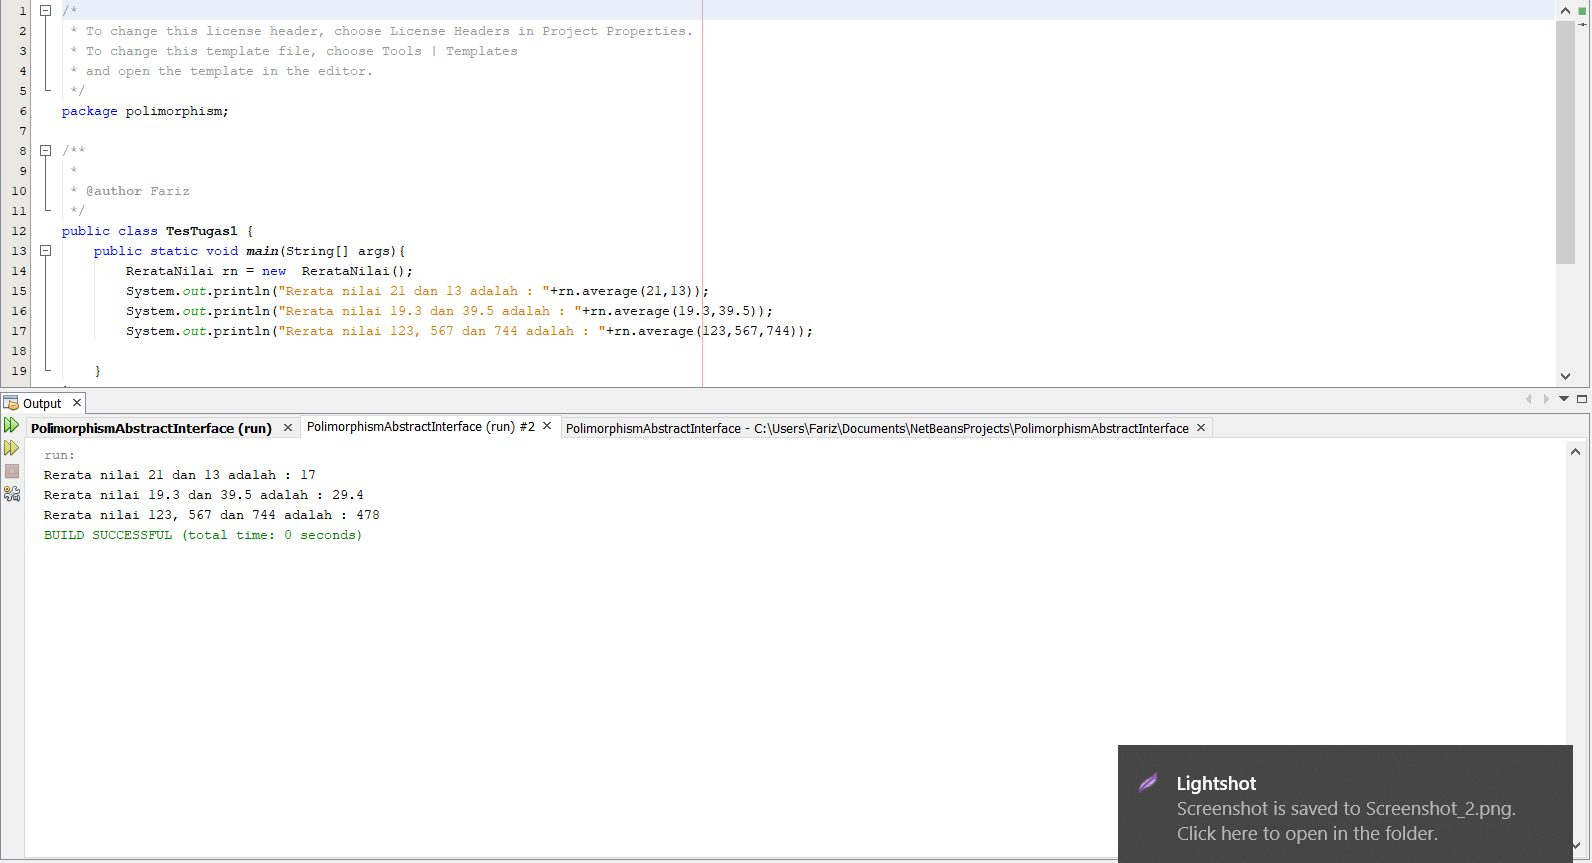 1 /*
2 * To change this license header, choose License Headers in Project Properties.
3 * To change this template file, choose Tools | Templates
4 * and open the template in the editor.
5 */
6 package polimorphism;
7
8 /**
9 *
10 * @author Fariz
11 */
12 public class TesTugas1 {
13 public static void main(String[] args){
14 RerataNilai rn = new  RerataNilai();
15 System.out.println("Rerata nilai 21 dan 13 adalah : "+rn.average(21,13));
16 System.out.println("Rerata nilai 19.3 dan 39.5 adalah : "+rn.average(19.3,39.5));
17 System.out.println("Rerata nilai 123, 567 dan 744 adalah : "+rn.average(123,567,744));
18
19 }
Output
PolimorphismAbstractInterface (run)
PolimorphismAbstractInterface (run) #2
PolimorphismAbstractInterface - C:\Users\Fariz\Documents\NetBeansProjects\PolimorphismAbstractInterface
run:
Rerata nilai 21 dan 13 adalah : 17
Rerata nilai 19.3 dan 39.5 adalah : 29.4
Rerata nilai 123, 567 dan 744 adalah : 478
BUILD SUCCESSFUL (total time: 0 seconds)
Lightshot
Screenshot is saved to Screenshot_2.png.
Click here to open in the folder.